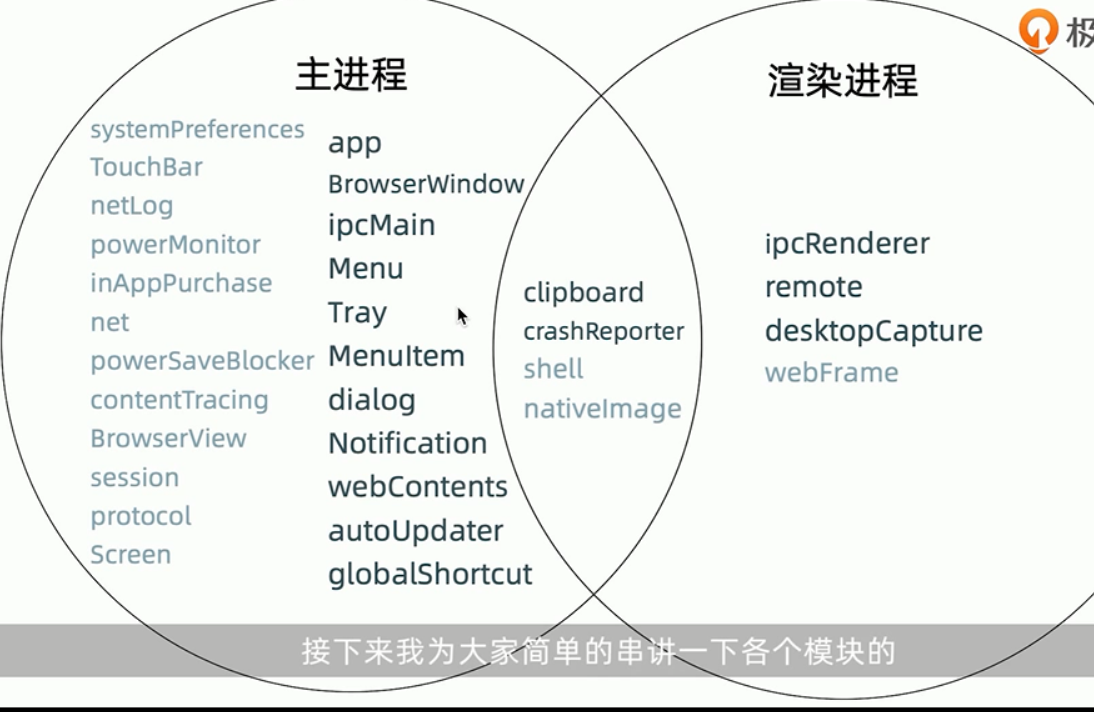 极
主进程
渲染进程
systemPreferences
TouchBar
netLog
powerMonitor
inAppPurchase
net
powerSaveBlocker
contentTracing
BrowserView
session
protocol
Screen
app
BrowserWindow
ipcMain
Menu
Tray
MenuItem
dialog
Notification
webContents
autoUpdater
globalShortcut
clipboard
crashReporter
shell
nativeImage
ipcRenderer
remote
desktopCapture
webFrame
接下来我为大家简单的串讲一下各个模块的